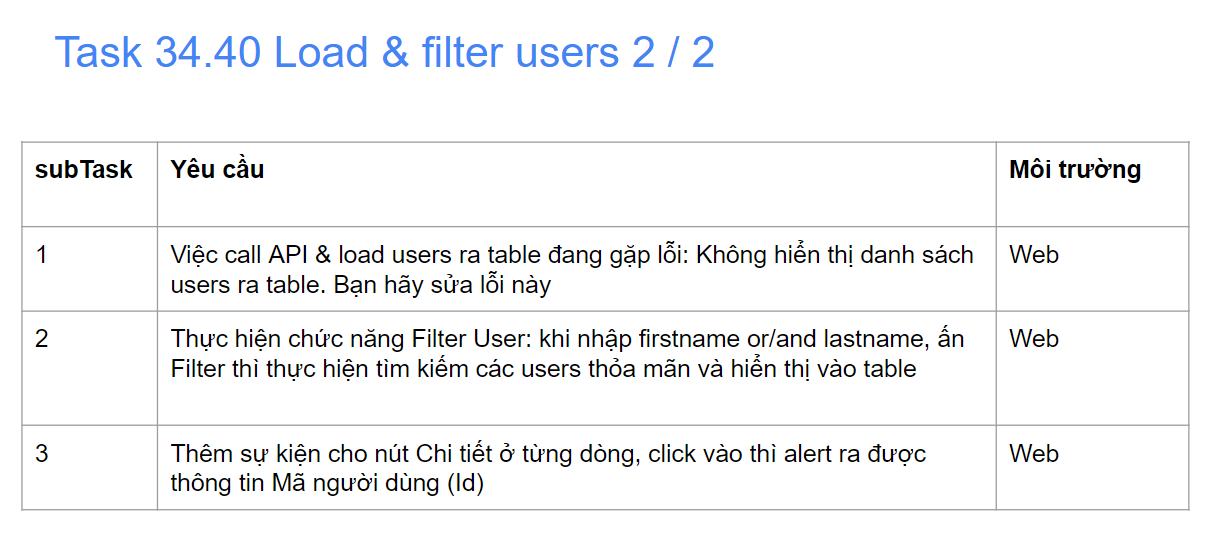 Task 34.40 Load & filter users 2 / 2
subTask
Yêu cầu
Môi trường
1
Việc call API & load users ra table đang gặp lỗi: Không hiển thị danh sách
users ra table. Bạn hãy sửa lỗi này
Web
2
Thực hiện chức năng Filter User: khi nhập firstname or/and lastname, ấn
Filter thì thực hiện tìm kiếm các users thỏa mãn và hiển thị vào table
Web
3
Thêm sự kiện cho nút Chi tiết ở từng dòng, click vào thì alert ra được
thông tin Mã người dùng (Id)
Web